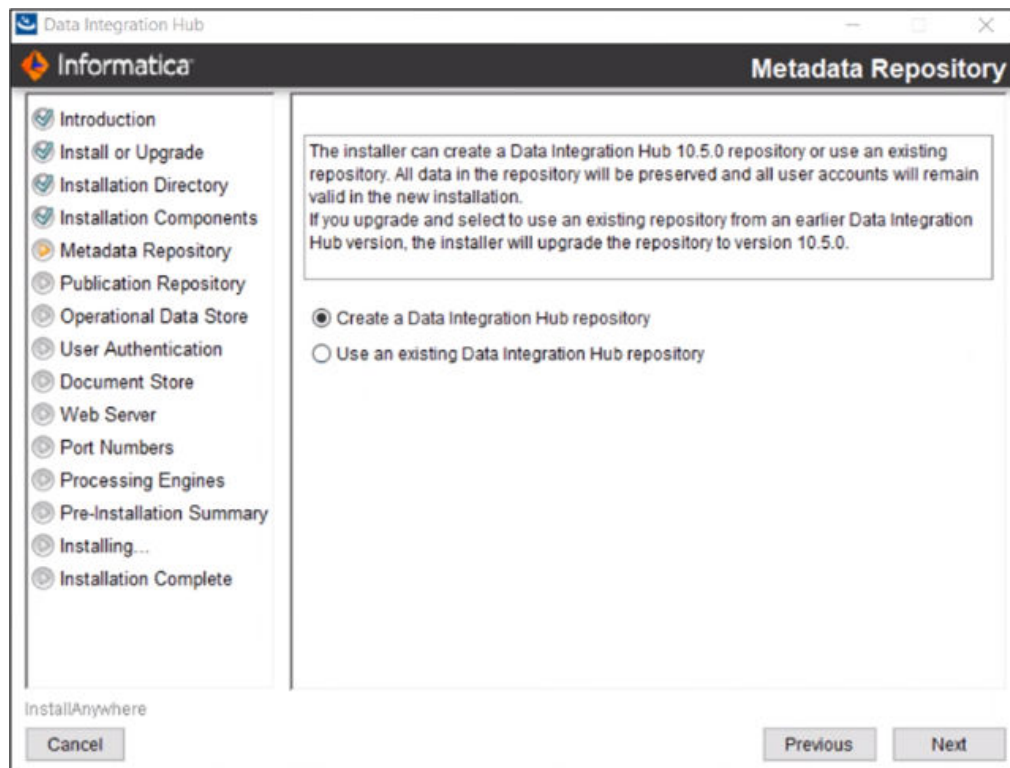 Data Integration Hub
Informatica
Metadata Repository
Introduction
Install or Upgrade
Installation Directory
Installation Components
Metadata Repository
Publication Repository
Operational Data Store
User Authentication
Document Store
Web Server
Port Numbers
Processing Engines
Pre-Installation Summary
Installing...
Installation Complete
The installer can create a Data Integration Hub 10.5.0 repository or use an existing
repository. All data in the repository will be preserved and all user accounts will remain
valid in the new installation.
If you upgrade and select to use an existing repository from an earlier Data Integration
Hub version, the installer will upgrade the repository to version 10.5.0.
Create a Data Integration Hub repository
Use an existing Data Integration Hub repository
InstallAnywhere
Cancel
Previous
Next